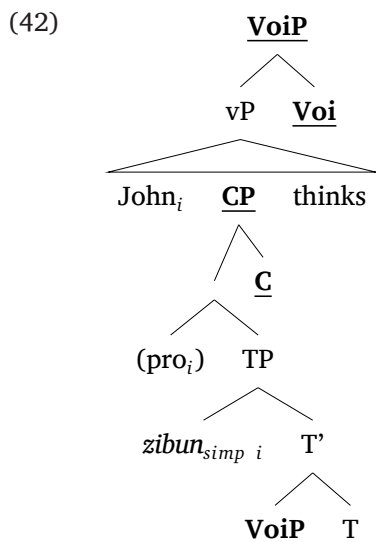 (42)
VoiP
vP Voi
John_i CP thinks
C
(pro_i) TP
zibun_simp i T'
VoiP T